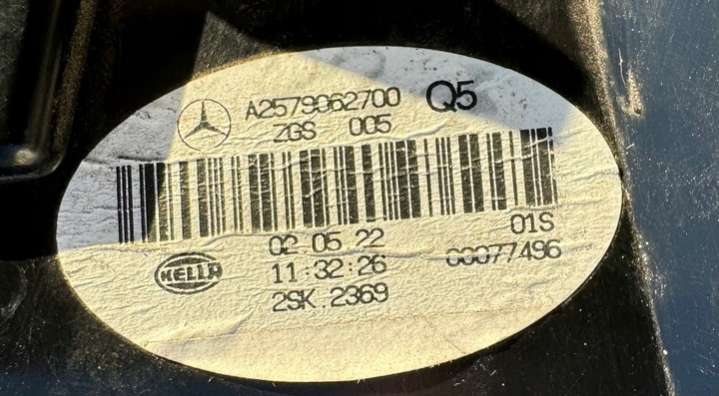 A2579062700 Q5
ZGS 005
02.05.22 01S
HELLA 11:32:26 00077496
2SK.2369